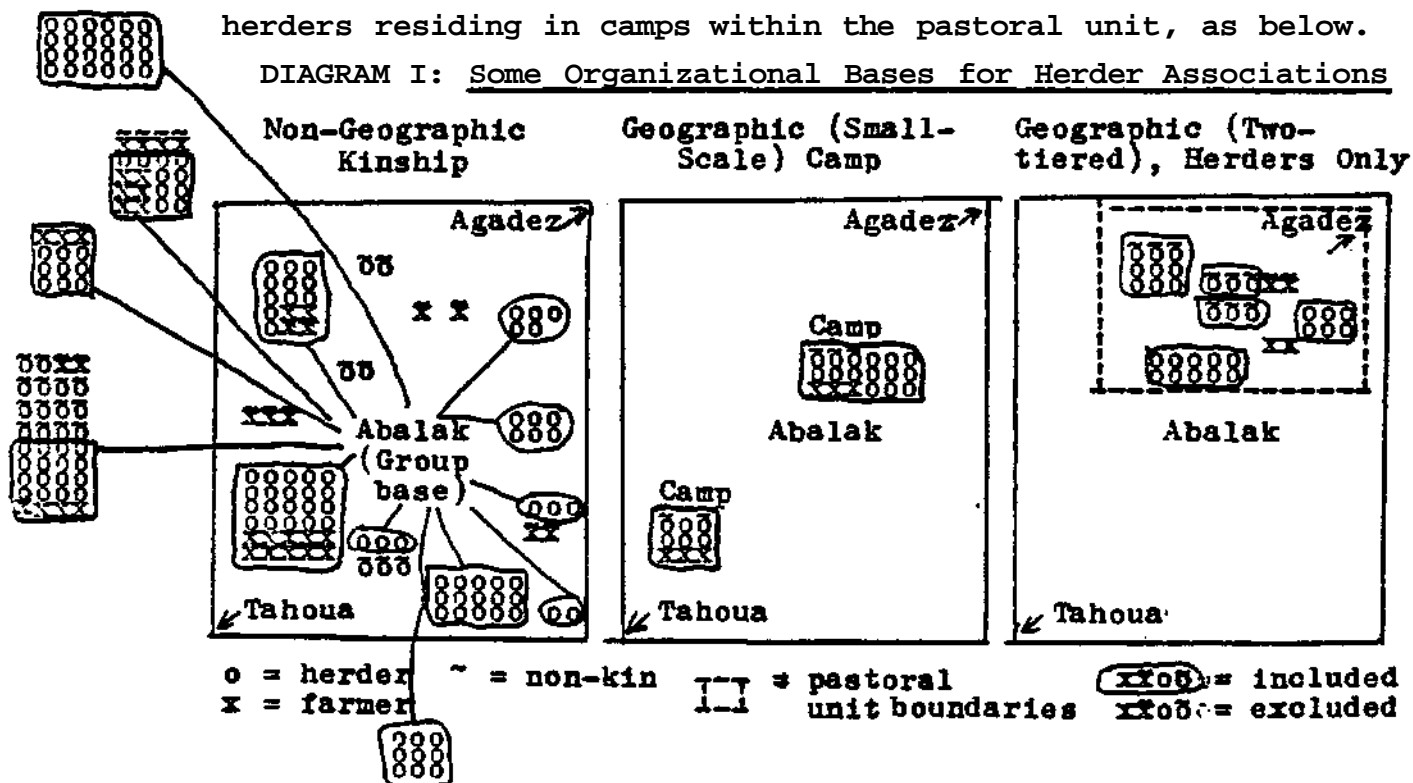 herders residing in camps within the pastoral unit, as below.
DIAGRAM I: Some Organizational Bases for Herder Associations
Non-Geographic
Kinship
Agadez
Abalak
(Group
base)
Tahoua
Geographic (Small-
Scale) Camp
Agadez
Camp
Abalak
Camp
Tahoua
Geographic (Two-
tiered), Herders Only
Agadez
Abalak
Tahoua
o = herder ~ = non-kin
x = farmer
= pastoral
unit boundaries
= included
= excluded